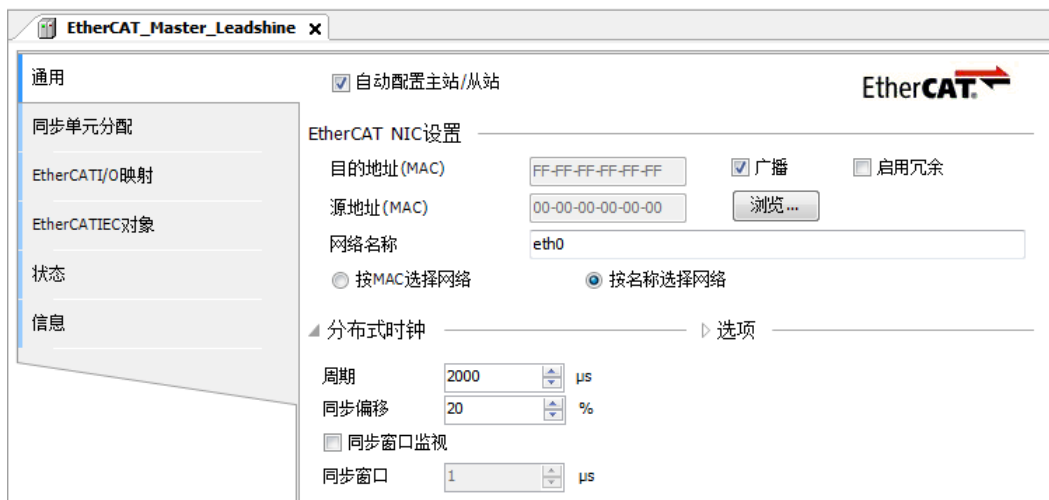 EtherCAT_Master_Leadshine
通用
同步单元分配
EtherCATI/O映射
EtherCATIEC对象
状态
信息
自动配置主站/从站
EtherCAT.
EtherCAT NIC设置
目的地址(MAC) FF-FF-FF-FF-FF-FF 广播 启用冗余
源地址(MAC) 00-00-00-00-00-00 浏览...
网络名称 eth0
按MAC选择网络 按名称选择网络
分布式时钟 选项
周期 2000 µs
同步偏移 20 %
同步窗口监视
同步窗口 1 µs